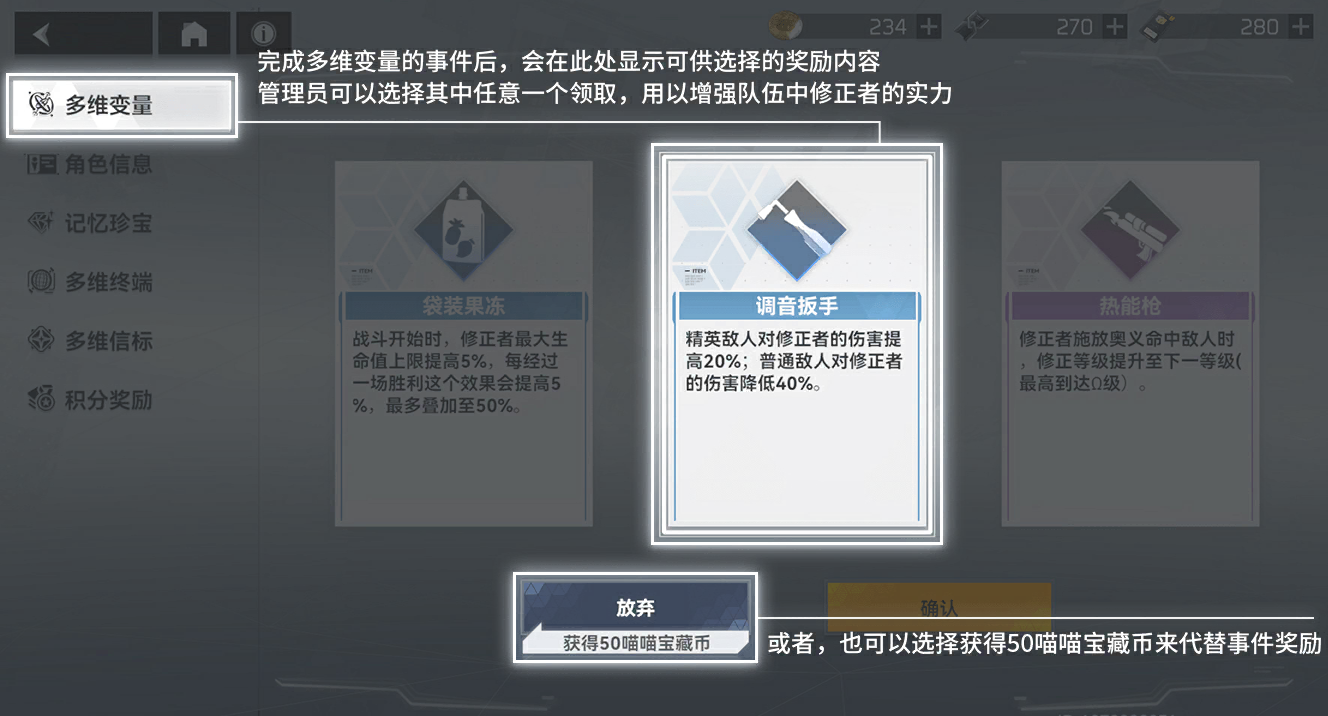 234
270
280
完成多维变量的事件后，会在此处显示可供选择的奖励内容
管理员可以选择其中任意一个领取，用以增强队伍中修正者的实力
多维变量
角色信息
记忆珍宝
多维终端
多维信标
积分奖励
ITEM
袋装果冻
战斗开始时，修正者最大生
命值上限提高5%，每经过
一场胜利这个效果会提高5
%，最多叠加至50%。
ITEM
调音扳手
精英敌人对修正者的伤害提
高20%；普通敌人对修正者
的伤害降低40%。
ITEM
热能枪
修正者施放奥义命中敌人时
，修正等级提升至下一等级(
最高到达Ω级）。
放弃
获得50喵喵宝藏币
确认
或者，也可以选择获得50喵喵宝藏币来代替事件奖励